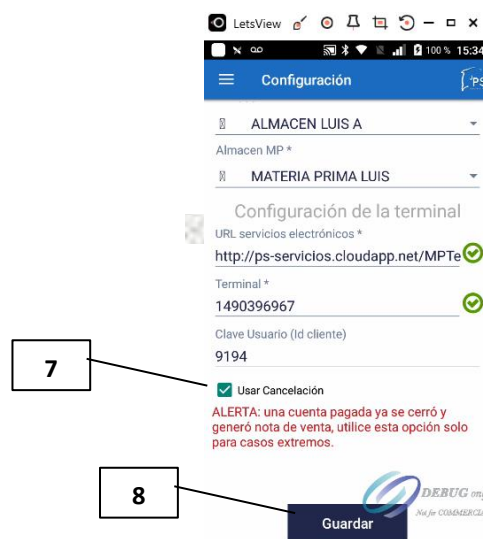 LetsView
100 % 15:34
Configuración
PS
ALMACEN LUIS A
Almacen MP *
MATERIA PRIMA LUIS
Configuración de la terminal
URL servicios electrónicos *
http://ps-servicios.cloudapp.net/MPTe
Terminal *
1490396967
Clave Usuario (Id cliente)
9194
7
Usar Cancelación
ALERTA: una cuenta pagada ya se cerró y
generó nota de venta, utilice esta opción solo
para casos extremos.
8
DEBUG
Not for COMMERCIAL
Guardar